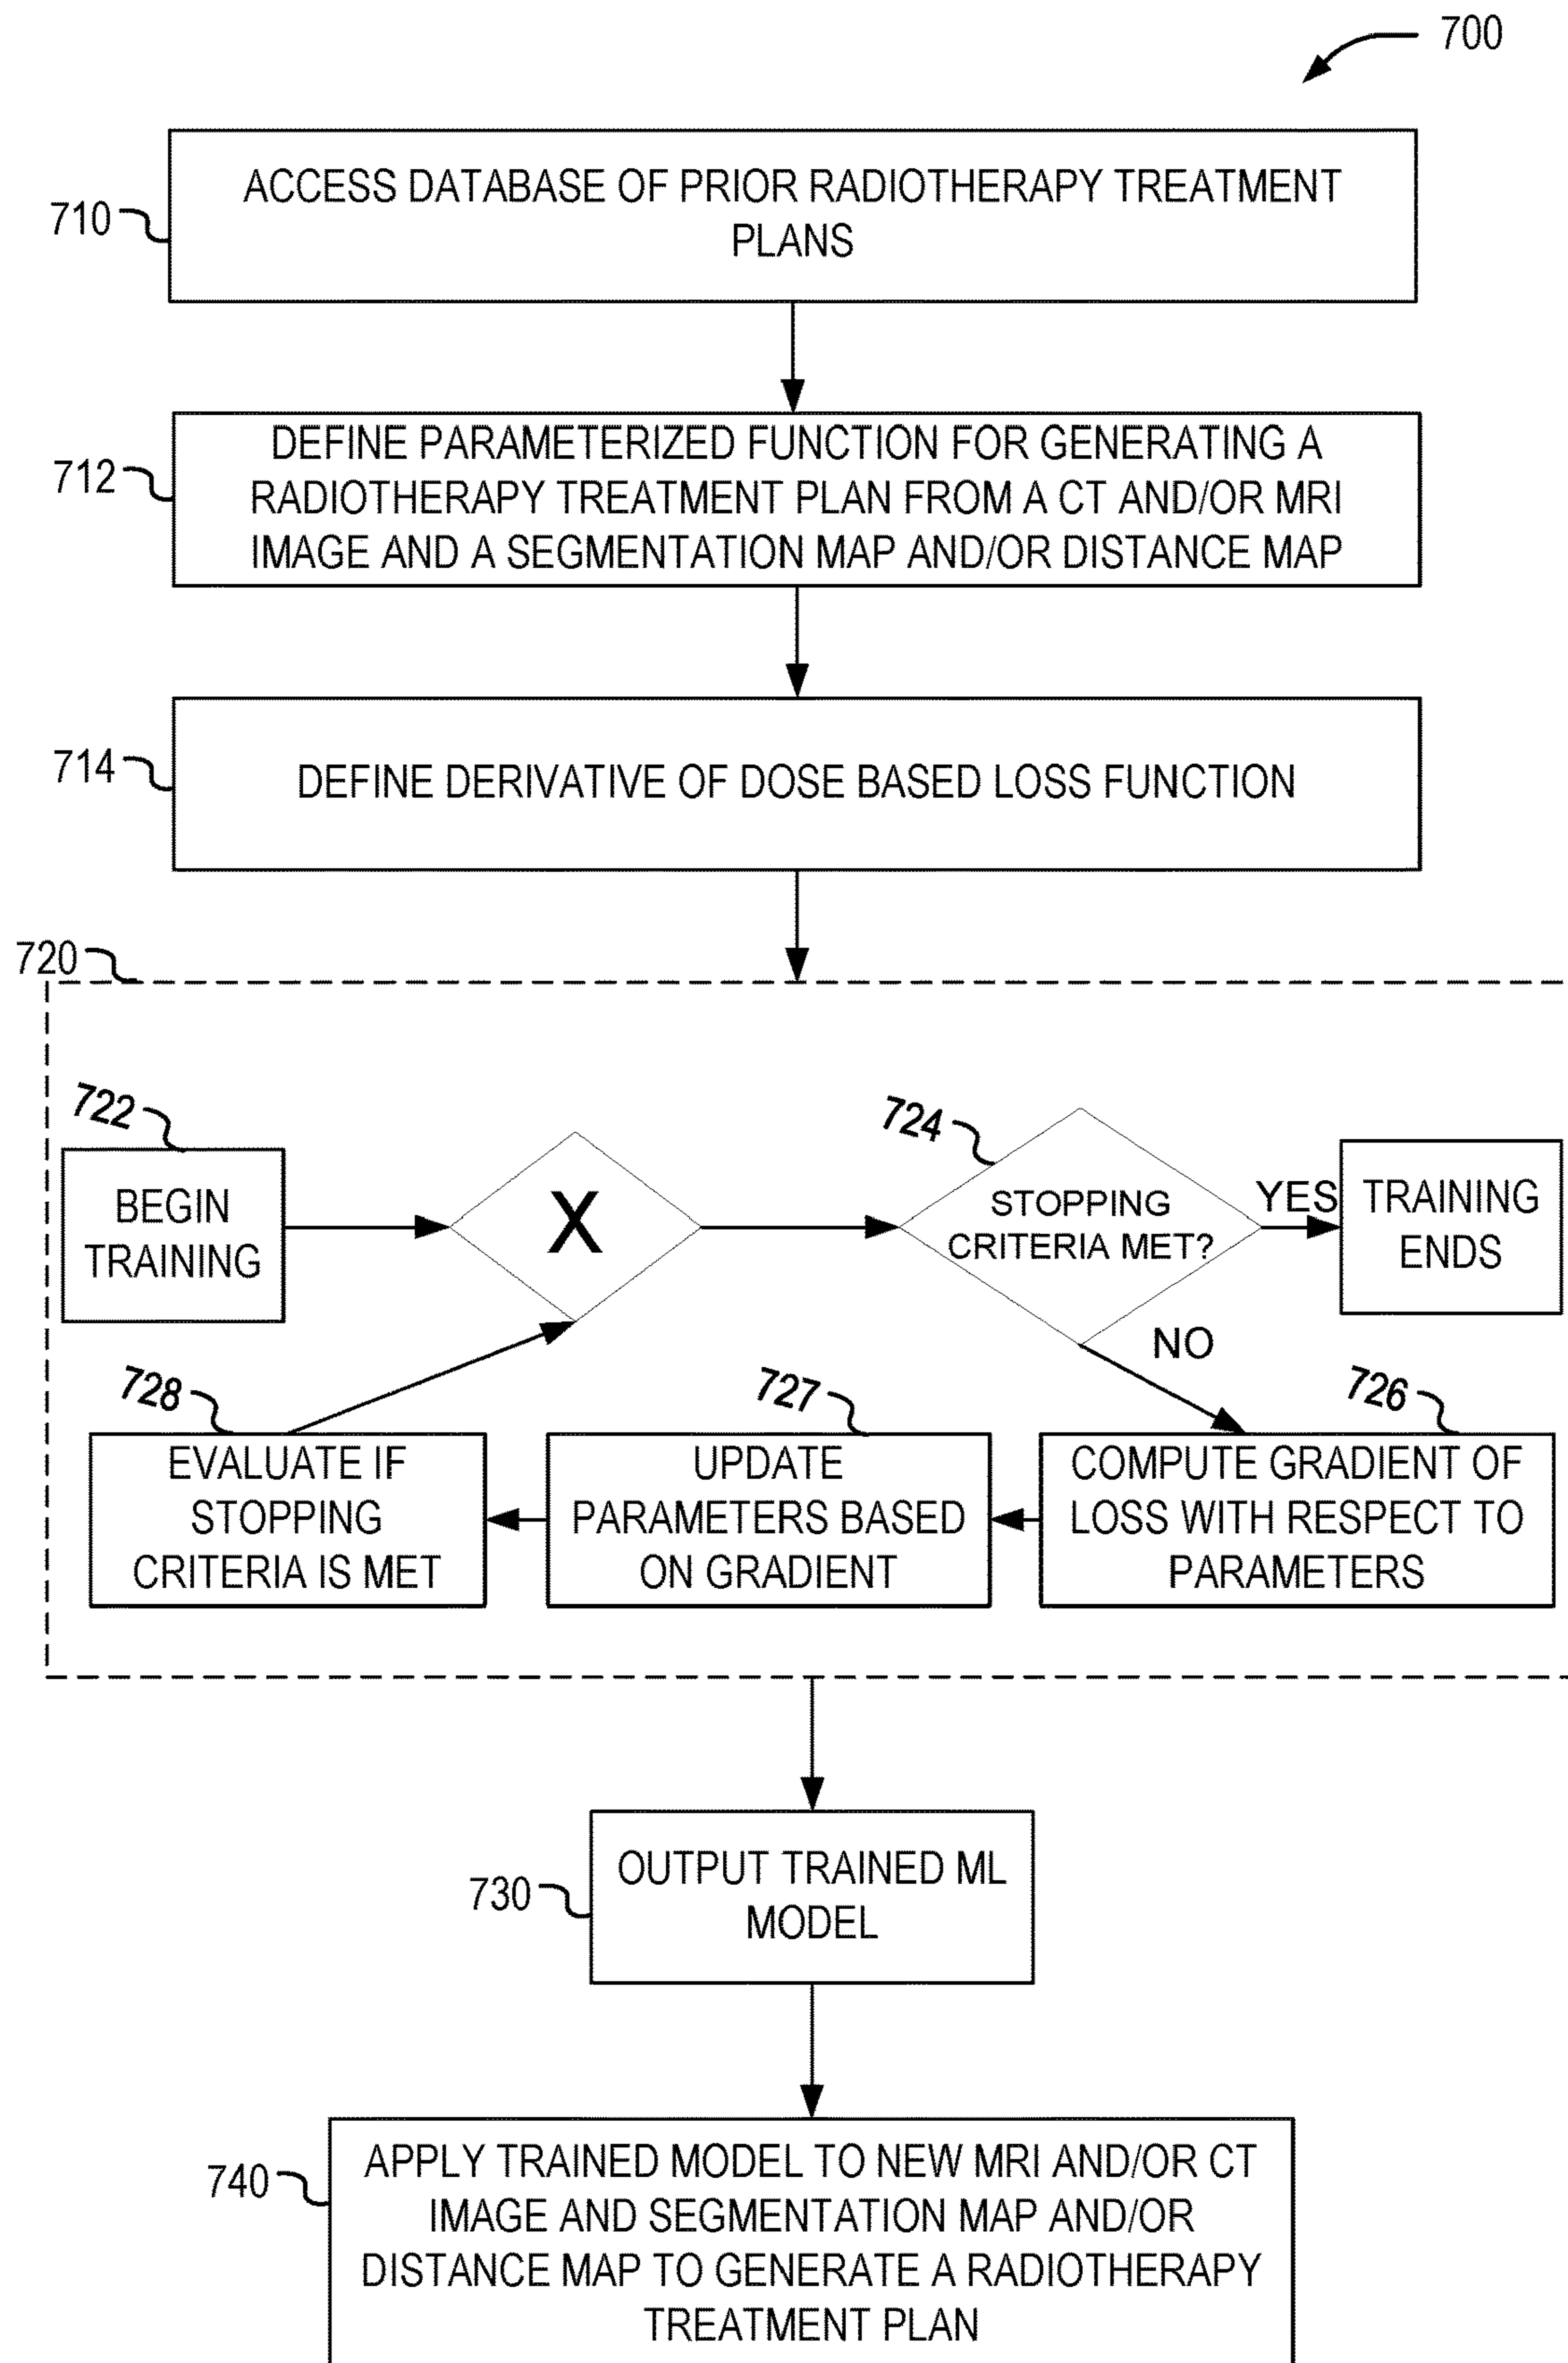 700
710
ACCESS DATABASE OF PRIOR RADIOTHERAPY TREATMENT
PLANS
712
DEFINE PARAMETERIZED FUNCTION FOR GENERATING A
RADIOTHERAPY TREATMENT PLAN FROM A CT AND/OR MRI
IMAGE AND A SEGMENTATION MAP AND/OR DISTANCE MAP
714
DEFINE DERIVATIVE OF DOSE BASED LOSS FUNCTION
720
722
BEGIN
TRAINING
X
724
STOPPING
CRITERIA MET?
YES
TRAINING
ENDS
NO
726
COMPUTE GRADIENT OF
LOSS WITH RESPECT TO
PARAMETERS
727
UPDATE
PARAMETERS BASED
ON GRADIENT
728
EVALUATE IF
STOPPING
CRITERIA IS MET
730
OUTPUT TRAINED ML
MODEL
740
APPLY TRAINED MODEL TO NEW MRI AND/OR CT
IMAGE AND SEGMENTATION MAP AND/OR
DISTANCE MAP TO GENERATE A RADIOTHERAPY
TREATMENT PLAN